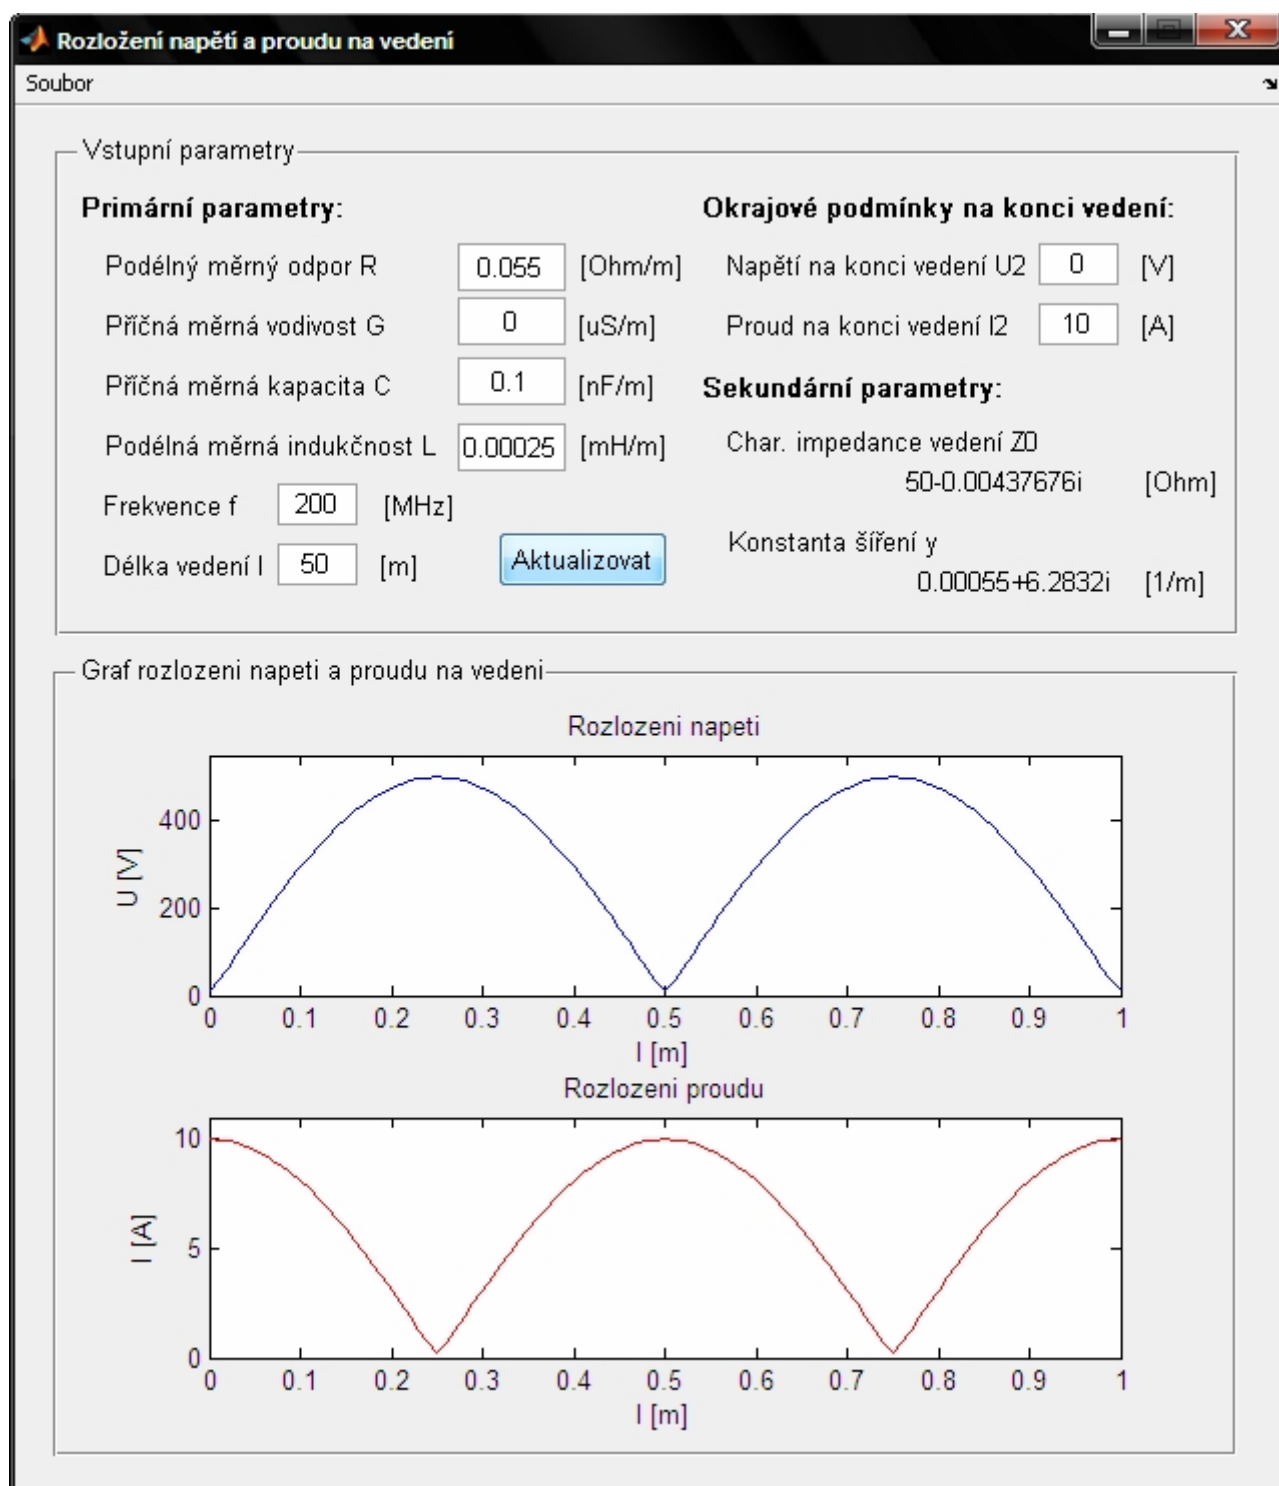 Rozložení napětí a proudu na vedení
Soubor
Vstupní parametry
Primární parametry:
Podélný měrný odpor R 0.055 [Ohm/m]
Příčná měrná vodivost G 0 [uS/m]
Příčná měrná kapacita C 0.1 [nF/m]
Podélná měrná indukčnost L 0.00025 [mH/m]
Frekvence f 200 [MHz]
Délka vedení l 50 [m]
Aktualizovat
Okrajové podmínky na konci vedení:
Napětí na konci vedení U2 0 [V]
Proud na konci vedení I2 10 [A]
Sekundární parametry:
Char. impedance vedení Z0
50-0.00437676i [Ohm]
Konstanta šíření y
0.00055+6.2832i [1/m]
Graf rozlozeni napeti a proudu na vedeni
Rozlozeni napeti
U [V]
400
200
0
0 0.1 0.2 0.3 0.4 0.5 0.6 0.7 0.8 0.9 1
l [m]
Rozlozeni proudu
I [A]
10
5
0
0 0.1 0.2 0.3 0.4 0.5 0.6 0.7 0.8 0.9 1
l [m]